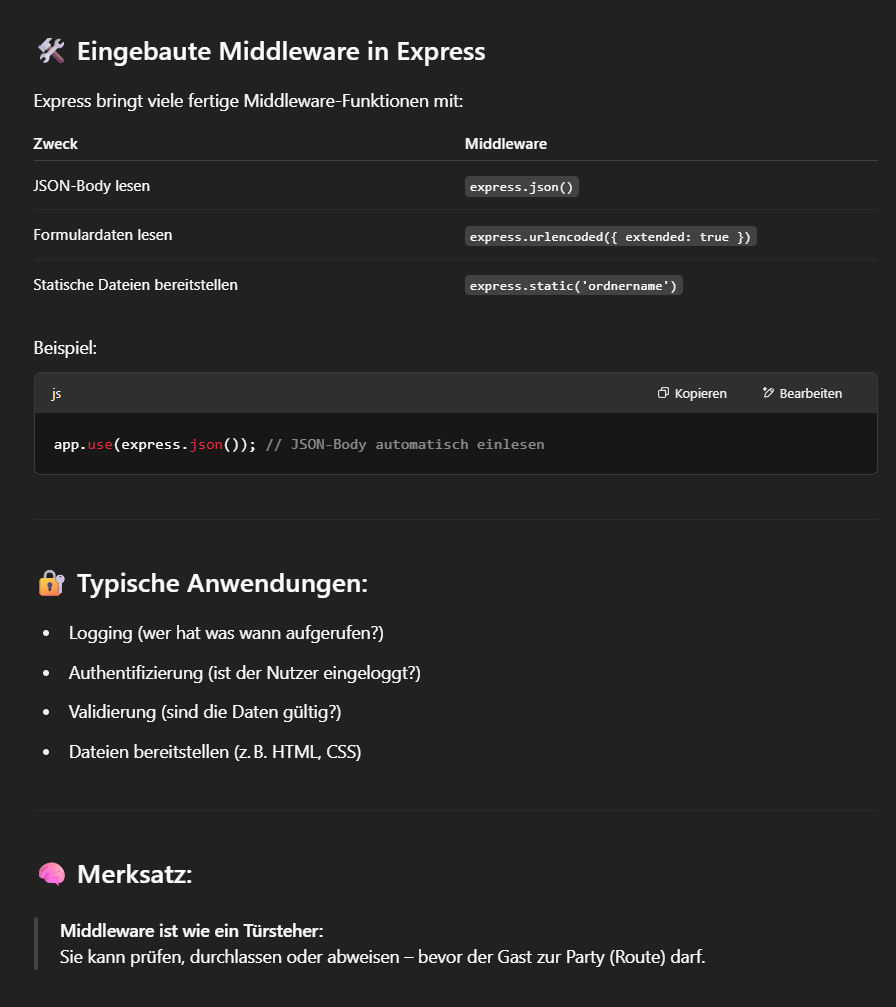 🛠 Eingebaute Middleware in Express
Express bringt viele fertige Middleware-Funktionen mit:
Zweck Middleware
JSON-Body lesen express.json()
Formulardaten lesen express.urlencoded({ extended: true })
Statische Dateien bereitstellen express.static('ordnername')
Beispiel:
js Kopieren Bearbeiten
app.use(express.json()); // JSON-Body automatisch einlesen
🔐 Typische Anwendungen:
• Logging (wer hat was wann aufgerufen?)
• Authentifizierung (ist der Nutzer eingeloggt?)
• Validierung (sind die Daten gültig?)
• Dateien bereitstellen (z. B. HTML, CSS)
🧠 Merksatz:
Middleware ist wie ein Türsteher:
Sie kann prüfen, durchlassen oder abweisen – bevor der Gast zur Party (Route) darf.